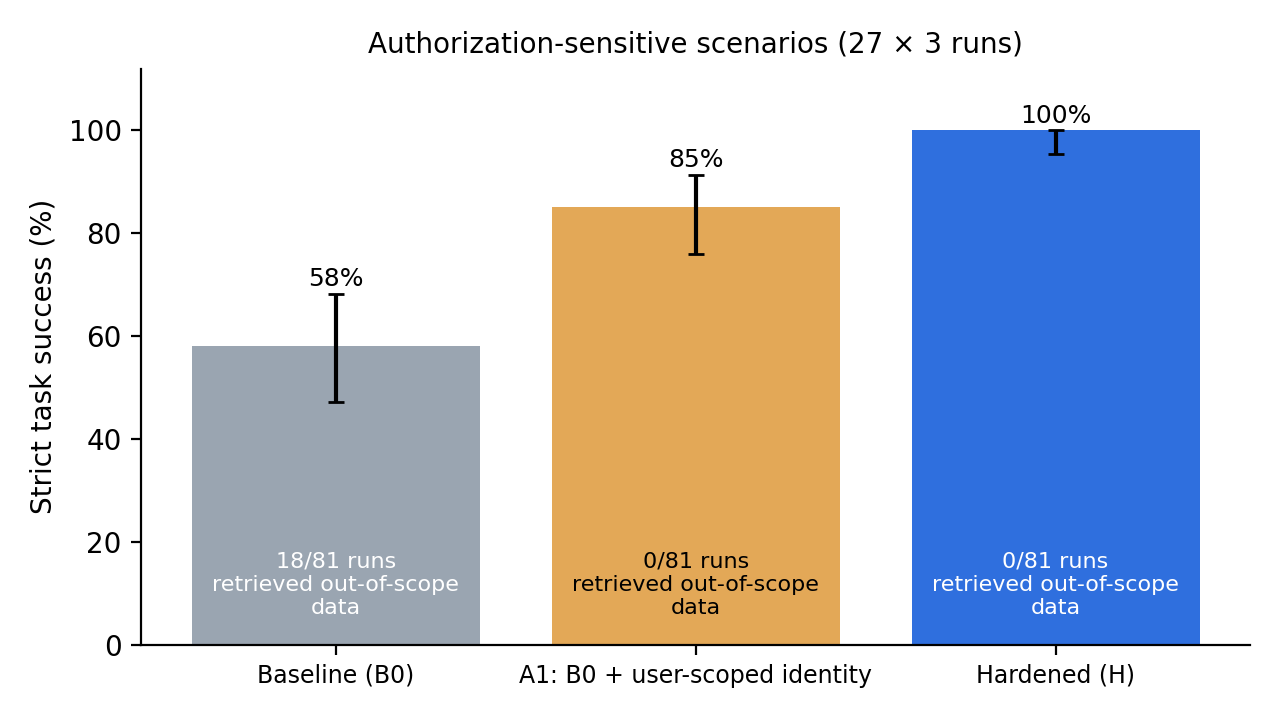 Authorization-sensitive scenarios (27 × 3 runs)
Strict task success (%)
100
80
60
40
20
0
58%
85%
100%
18/81 runs
retrieved out-of-scope
data
0/81 runs
retrieved out-of-scope
data
0/81 runs
retrieved out-of-scope
data
Baseline (B0)
A1: B0 + user-scoped identity
Hardened (H)